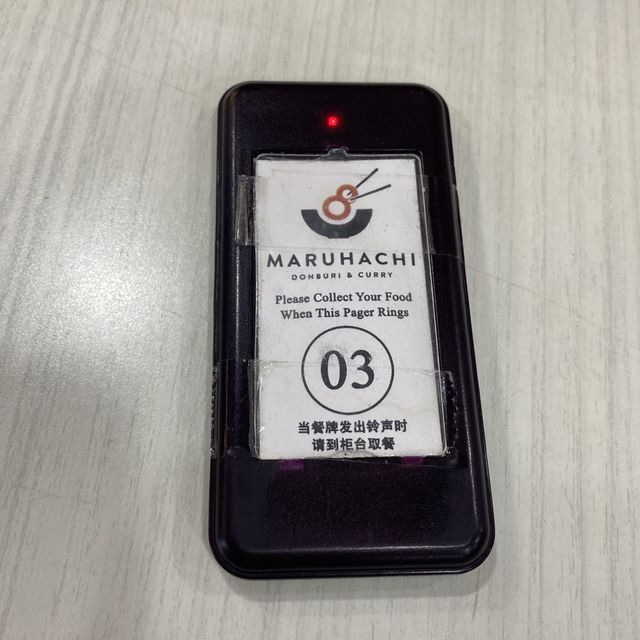 MARUHACHI
DONBURI & CURRY
Please Collect Your Food
When This Pager Rings
03
当餐牌发出铃声时
请到柜台取餐